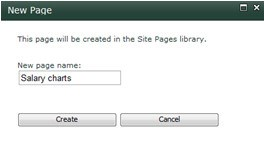 New Page
This page will be created in the Site Pages library.
New page name:
Salary charts
Create Cancel